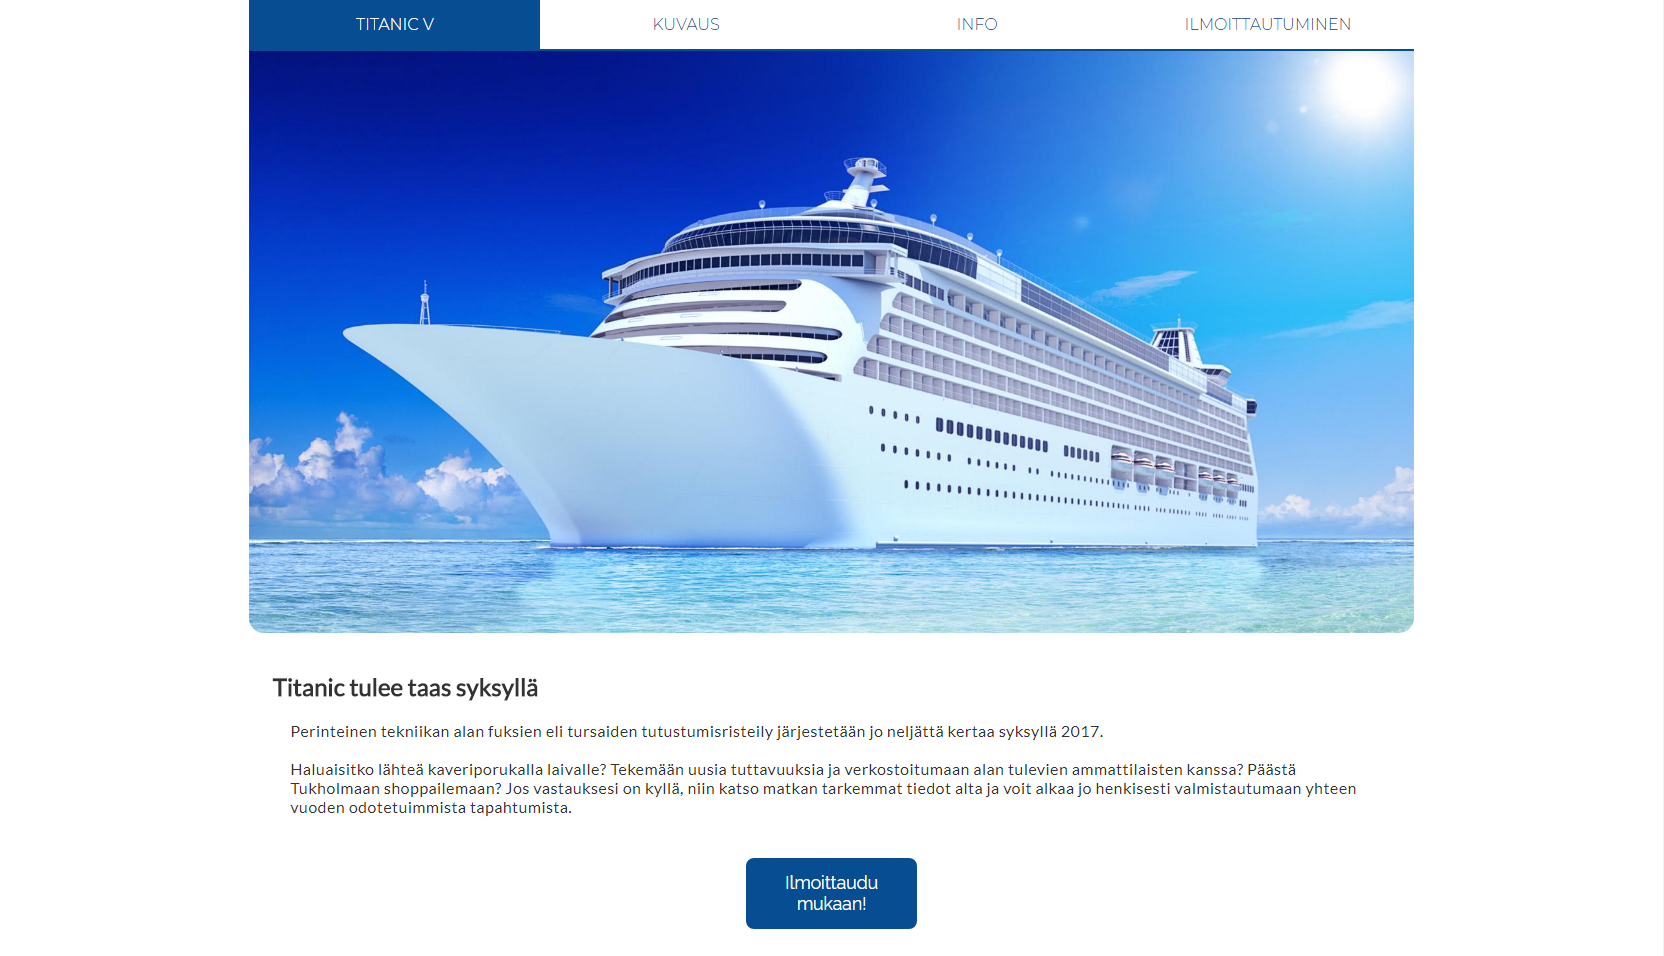 TITANIC V
KUVAUS
INFO
ILMOITTAUTUMINEN
Titanic tulee taas syksyllä
Perinteinen tekniikan alan fuksien eli tursaiden tutustumisristeily järjestetään jo neljättä kertaa syksyllä 2017.
Haluaisitko lähteä kaveriporukalla laivalle? Tekemään uusia tuttavuuksia ja verkostoitumaan alan tulevien ammattilaisten kanssa? Päästä
Tukholmaan shoppailemaan? Jos vastauksesi on kyllä, niin katso matkan tarkemmat tiedot alta ja voit alkaa jo henkisesti valmistautumaan yhteen
vuoden odotetuimmista tapahtumista.
Ilmoittaudu
mukaan!